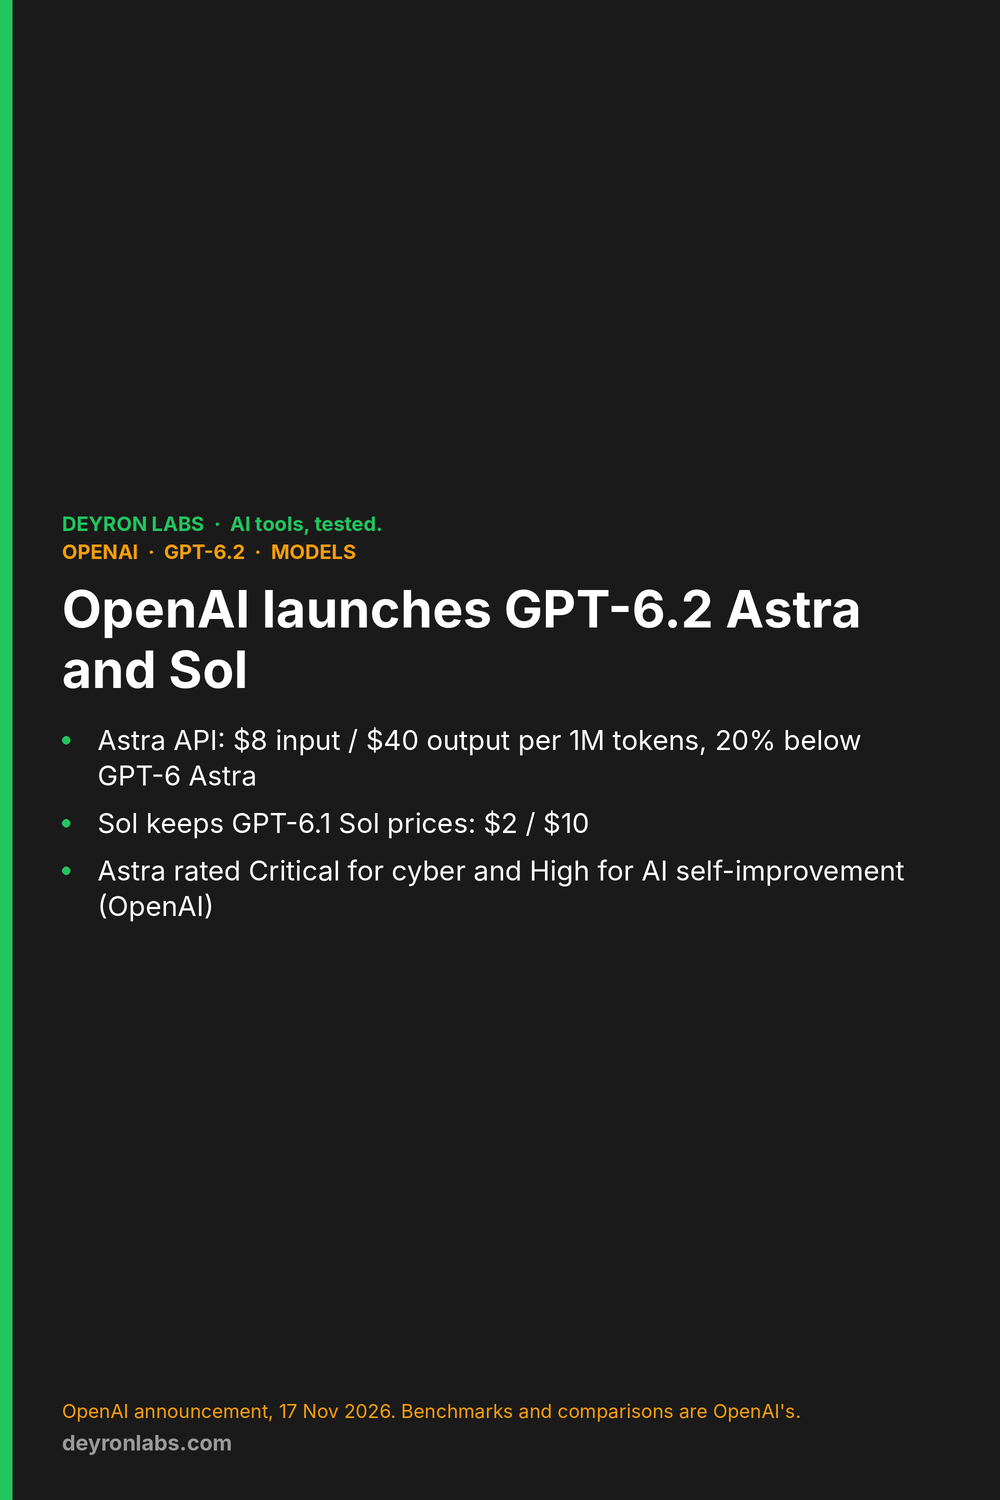 DEYRON LABS · AI tools, tested.
OPENAI · GPT-6.2 · MODELS
OpenAI launches GPT-6.2 Astra
and Sol
• Astra API: $8 input / $40 output per 1M tokens, 20% below
GPT-6 Astra
• Sol keeps GPT-6.1 Sol prices: $2 / $10
• Astra rated Critical for cyber and High for AI self-improvement
(OpenAI)
OpenAI announcement, 17 Nov 2026. Benchmarks and comparisons are OpenAI's.
deyronlabs.com